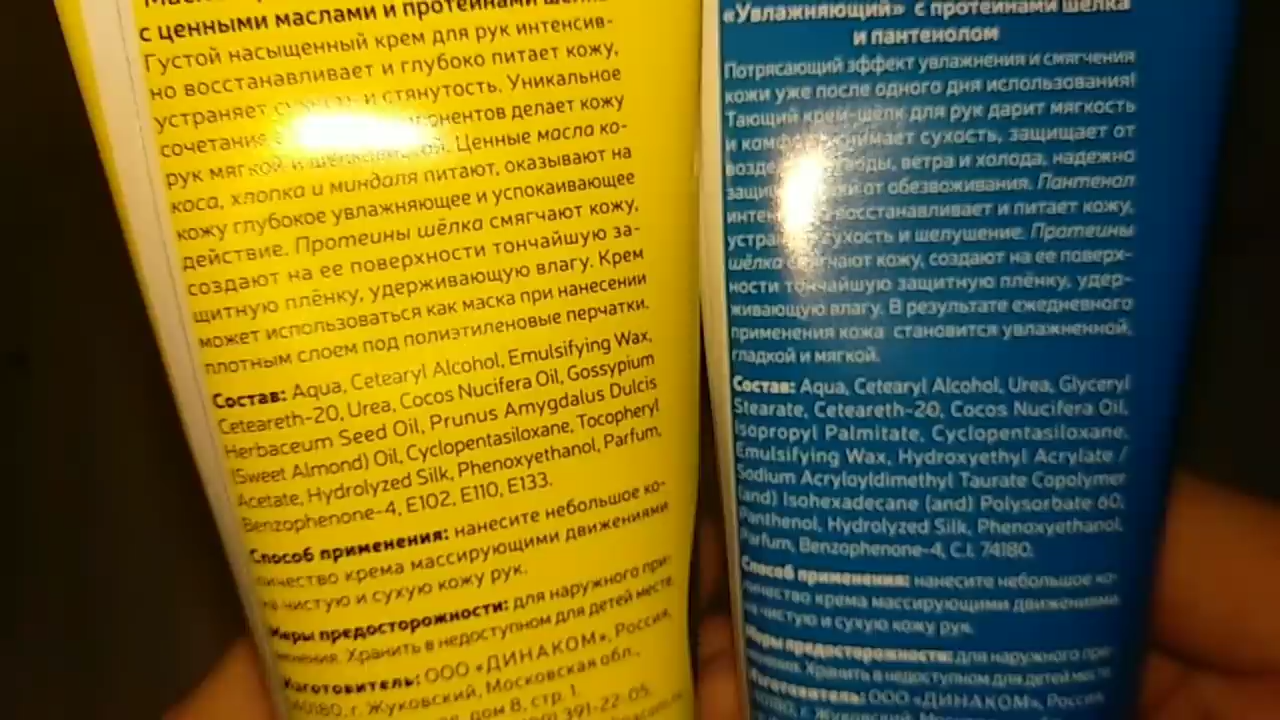 с ценными маслами и протеинами
Густой насыщенный крем для рук интенсив-
но восстанавливает и глубоко питает кожу,
устраняет и стянутость. Уникальное
сочетание делает кожу
рук мягкой и Ценные масла ко-
коса, хлопка и миндаля питают, оказывают на
кожу глубокое увлажняющее и успокаивающее
действие. Протеины шёлка смягчают кожу,
создают на ее поверхности тончайшую за-
щитную плёнку, удерживающую влагу. Крем
может использоваться как маска при нанесении
плотным слоем под полиэтиленовые перчатки.
Состав: Aqua, Cetearyl Alcohol, Emulsifying Wax,
Ceteareth-20, Urea, Cocos Nucifera Oil, Gossypium
Herbaceum Seed Oil, Prunus Amygdalus Dulcis
(Sweet Almond) Oil, Cyclopentasiloxane, Tocopheryl
Acetate, Hydrolyzed Silk, Phenoxyethanol, Parfum,
Benzophenone-4, E102, E110, E133.
Способ применения: нанесите небольшое ко-
личество крема массирующими движениями
на чистую и сухую кожу рук.
Меры предосторожности: для наружного при-
менения. Хранить в недоступном для детей месте.
Изготовитель: ООО «ДИНАКОМ», Россия,
140180, г. Жуковский, Московская обл.,
дом 8, стр. 1.
391-22-05.
«Увлажняющий» с протеинами шёлка
и пантенолом
Потрясающий эффект увлажнения и смягчения
кожи уже после одного дня использования!
Тающий крем-шёлк для рук дарит мягкость
и снимает сухость, защищает от
воды, ветра и холода, надежно
от обезвоживания. Пантенол
восстанавливает и питает кожу,
сухость и шелушение. Протеины
шёлка смягчают кожу, создают на ее поверх-
ности тончайшую защитную плёнку, удер-
живающую влагу. В результате ежедневного
применения кожа становится увлажненной,
гладкой и мягкой.
Состав: Aqua, Cetearyl Alcohol, Urea, Glyceryl
Stearate, Ceteareth-20, Cocos Nucifera Oil,
Isopropyl Palmitate, Cyclopentasiloxane,
Emulsifying Wax, Hydroxyethyl Acrylate /
Sodium Acryloyldimethyl Taurate Copolymer
(and) Isohexadecane (and) Polysorbate 60,
Panthenol, Hydrolyzed Silk, Phenoxyethanol,
Parfum, Benzophenone-4, C.I. 74180.
Способ применения: нанесите небольшое ко-
личество крема массирующими движениями
на чистую и сухую кожу рук.
Меры предосторожности: для наружного при-
менения. Хранить в недоступном для детей месте.
Изготовитель: ООО «ДИНАКОМ», Россия,
140180, г. Жуковский,